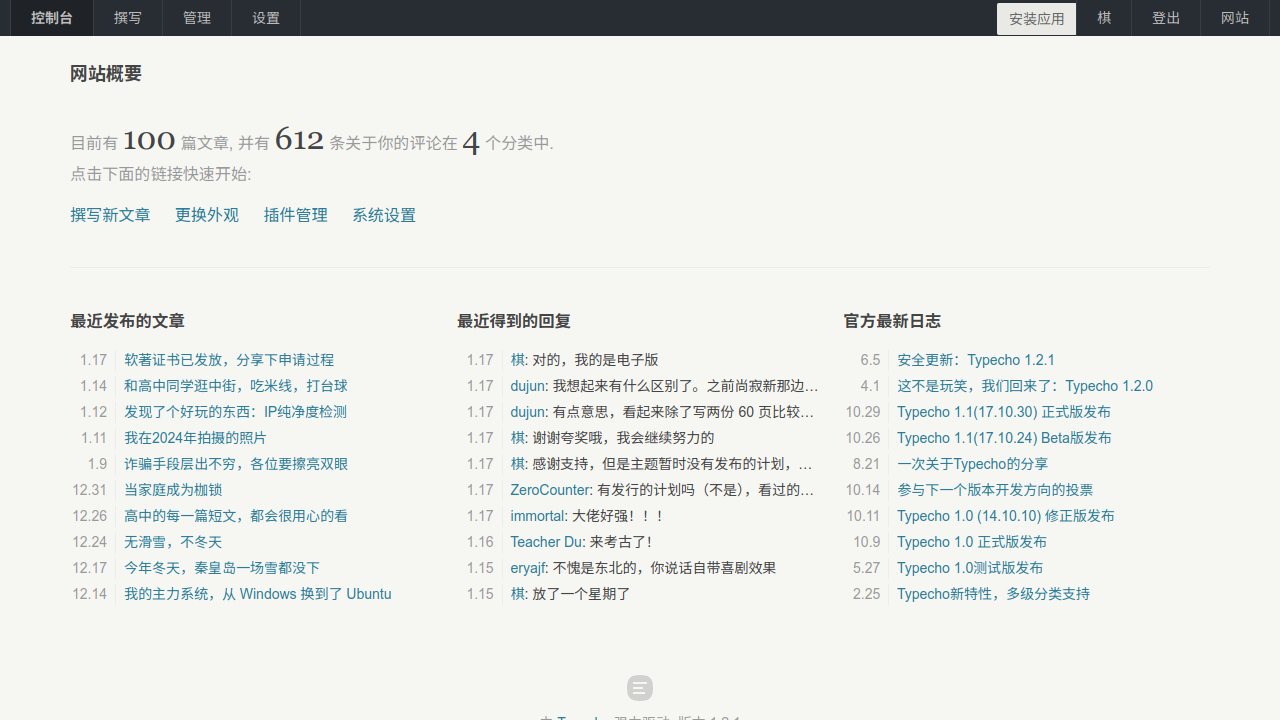 控制台 撰写 管理 设置 安装应用 棋 登出 网站
网站概要
目前有 100 篇文章, 并有 612 条关于你的评论在 4 个分类中.
点击下面的链接快速开始:
撰写新文章 更换外观 插件管理 系统设置
最近发布的文章
1.17 软著证书已发放，分享下申请过程
1.14 和高中同学逛中街，吃米线，打台球
1.12 发现了个好玩的东西：IP纯净度检测
1.11 我在2024年拍摄的照片
1.9 诈骗手段层出不穷，各位要擦亮双眼
12.31 当家庭成为枷锁
12.26 高中的每一篇短文，都会很用心的看
12.24 无滑雪，不冬天
12.17 今年冬天，秦皇岛一场雪都没下
12.14 我的主力系统，从 Windows 换到了 Ubuntu
最近得到的回复
1.17 棋: 对的，我的是电子版
1.17 dujun: 我想起来有什么区别了。之前尚寂新那边…
1.17 dujun: 有点意思，看起来除了写两份 60 页比较…
1.17 棋: 谢谢夸奖哦，我会继续努力的
1.17 棋: 感谢支持，但是主题暂时没有发布的计划，…
1.17 ZeroCounter: 有发行的计划吗（不是），看过的…
1.17 immortal: 大佬好强！！！
1.16 Teacher Du: 来考古了！
1.15 eryajf: 不愧是东北的，你说话自带喜剧效果
1.15 棋: 放了一个星期了
官方最新日志
6.5 安全更新：Typecho 1.2.1
4.1 这不是玩笑，我们回来了：Typecho 1.2.0
10.29 Typecho 1.1(17.10.30) 正式版发布
10.26 Typecho 1.1(17.10.24) Beta版发布
8.21 一次关于Typecho的分享
10.14 参与下一个版本开发方向的投票
10.11 Typecho 1.0 (14.10.10) 修正版发布
10.9 Typecho 1.0 正式版发布
5.27 Typecho 1.0测试版发布
2.25 Typecho新特性，多级分类支持